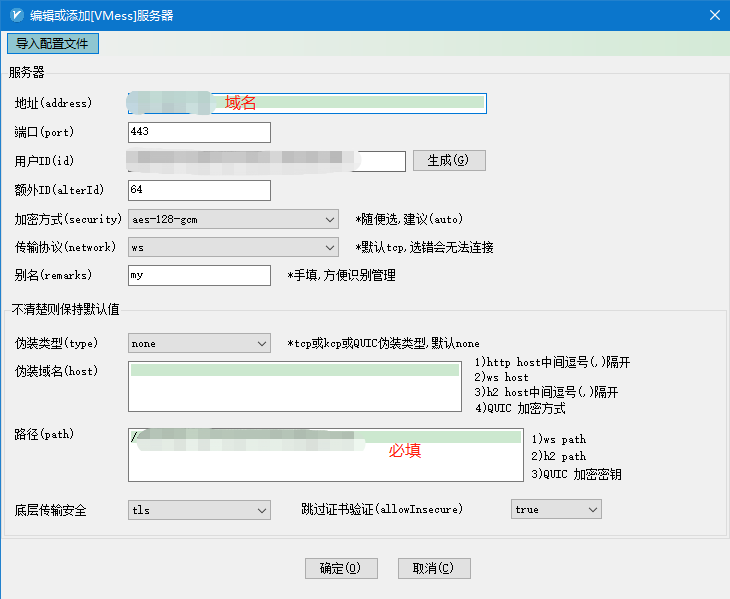 编辑或添加[VMess]服务器
导入配置文件
服务器
地址(address) 域名
端口(port) 443
用户ID(id) 生成(G)
额外ID(alterId) 64
加密方式(security) aes-128-gcm *随便选,建议(auto)
传输协议(network) ws *默认tcp,选错会无法连接
别名(remarks) my *手填,方便识别管理
不清楚则保持默认值
伪装类型(type) none *tcp或kcp或QUIC伪装类型,默认none
伪装域名(host)
1)http host中间逗号(,)隔开
2)ws host
3)h2 host中间逗号(,)隔开
4)QUIC 加密方式
路径(path) / 必填
1)ws path
2)h2 path
3)QUIC 加密密钥
底层传输安全 tls 跳过证书验证(allowInsecure) true
确定(O) 取消(C)